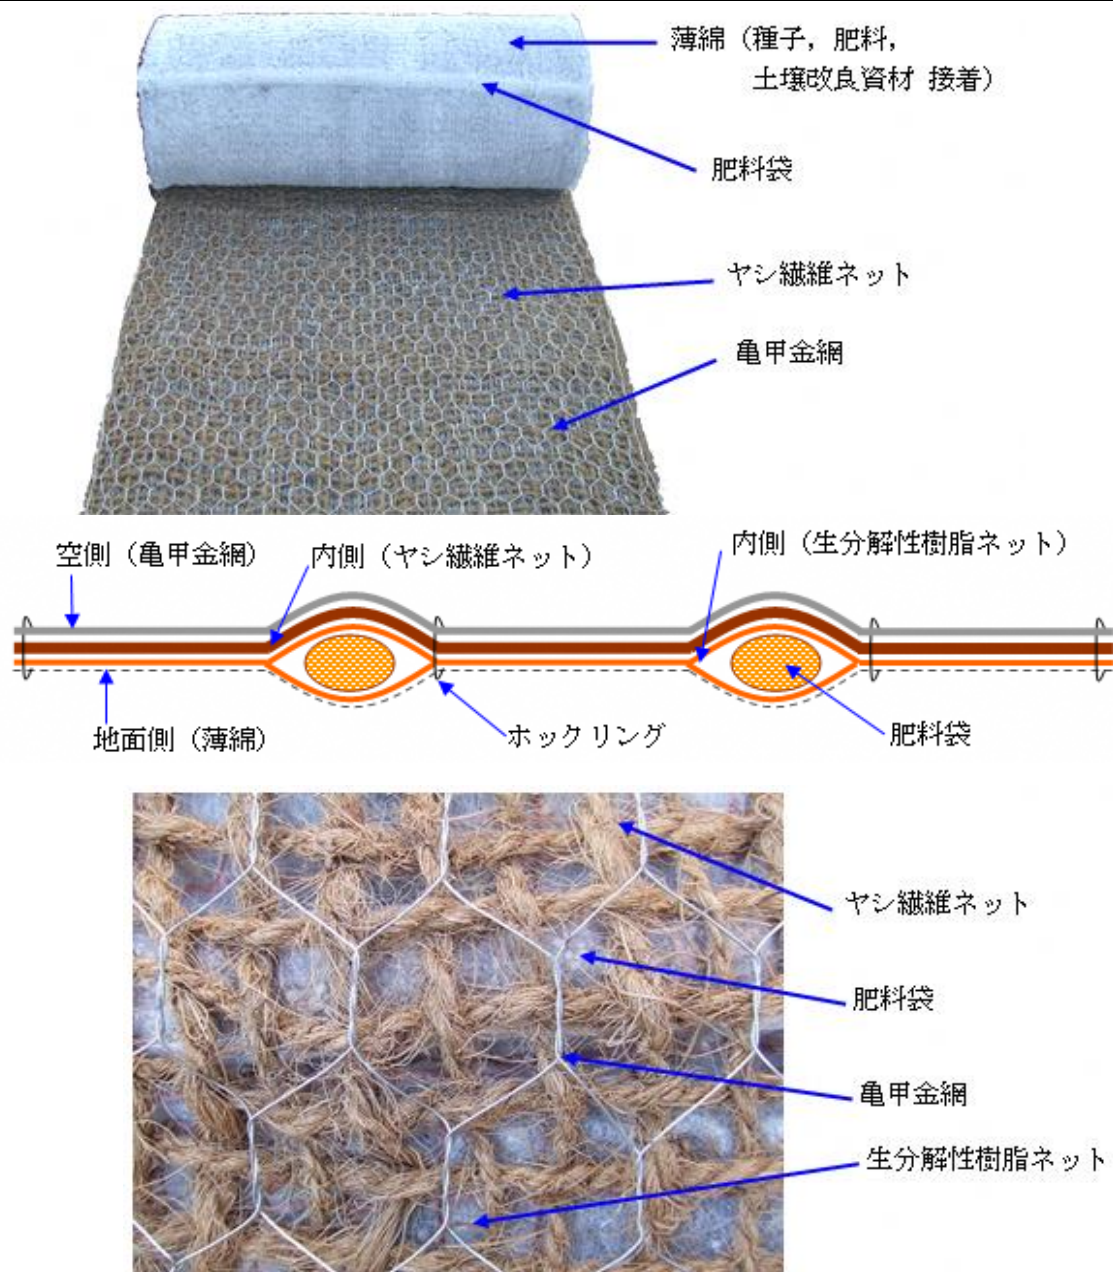 薄綿（種子，肥料，
土壌改良資材 接着）
肥料袋
ヤシ繊維ネット
亀甲金網
空側（亀甲金網）
内側（ヤシ繊維ネット）
内側（生分解性樹脂ネット）
地面側（薄綿）
ホックリング
肥料袋
ヤシ繊維ネット
肥料袋
亀甲金網
生分解性樹脂ネット